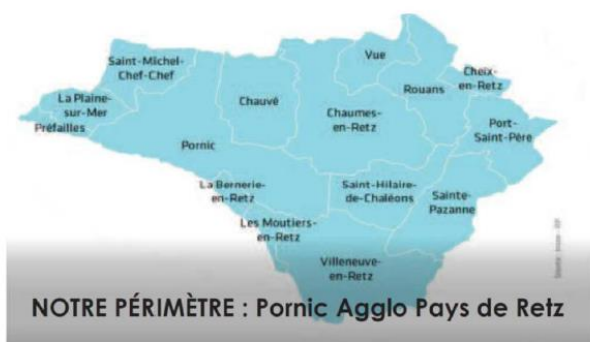 Saint-Michel-
Chef-Chef
La Plaine-
sur-Mer
Préfailles
Pornic
Chauvé
Vue
Rouans
Cheix-
en-Retz
Chaumes-
en-Retz
Port-
Saint-Père
La Bernerie-
en-Retz
Saint-Hilaire-
de-Chaléons
Sainte-
Pazanne
Les Moutiers-
en-Retz
Villeneuve-
en-Retz
NOTRE PÉRIMÈTRE : Pornic Agglo Pays de Retz